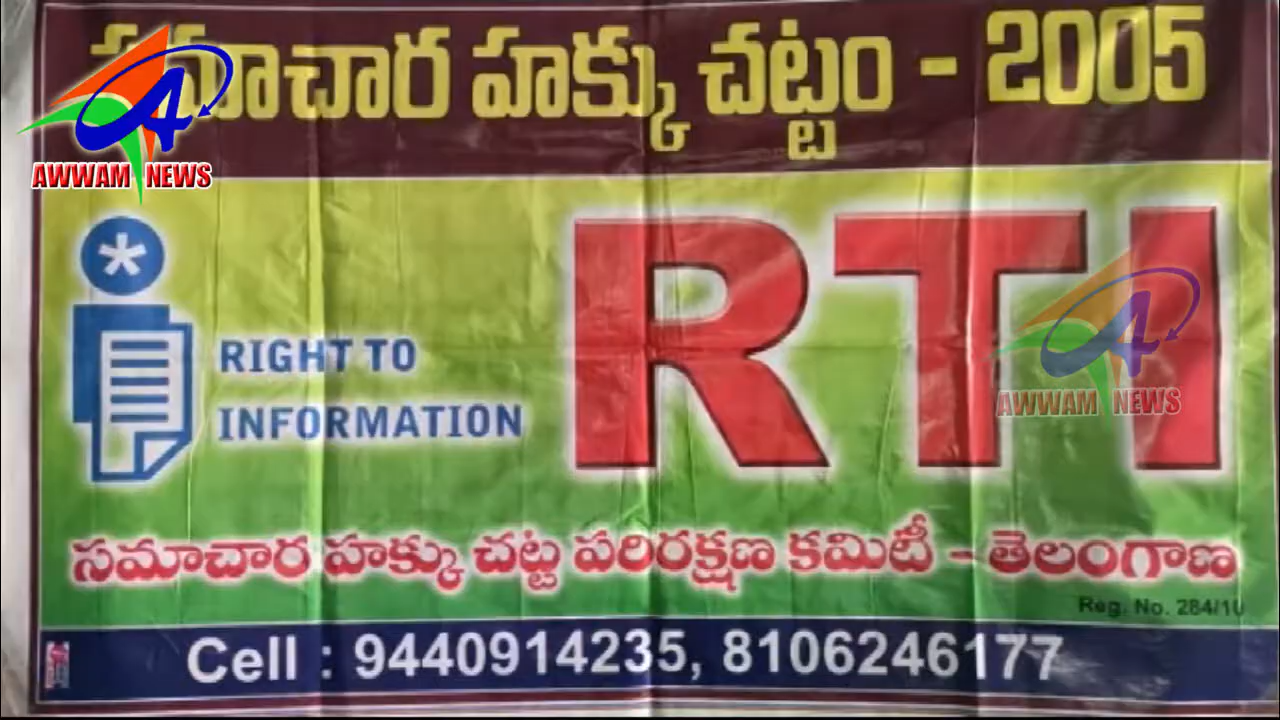 సమాచార హక్కు చట్టం - 2005
AWWAM NEWS
RTI
RIGHT TO
INFORMATION
AWWAM NEWS
సమాచార హక్కు చట్ట పరిరక్షణ కమిటీ - తెలంగాణ
Reg. No. 284/10
Cell : 9440914235, 8106246177